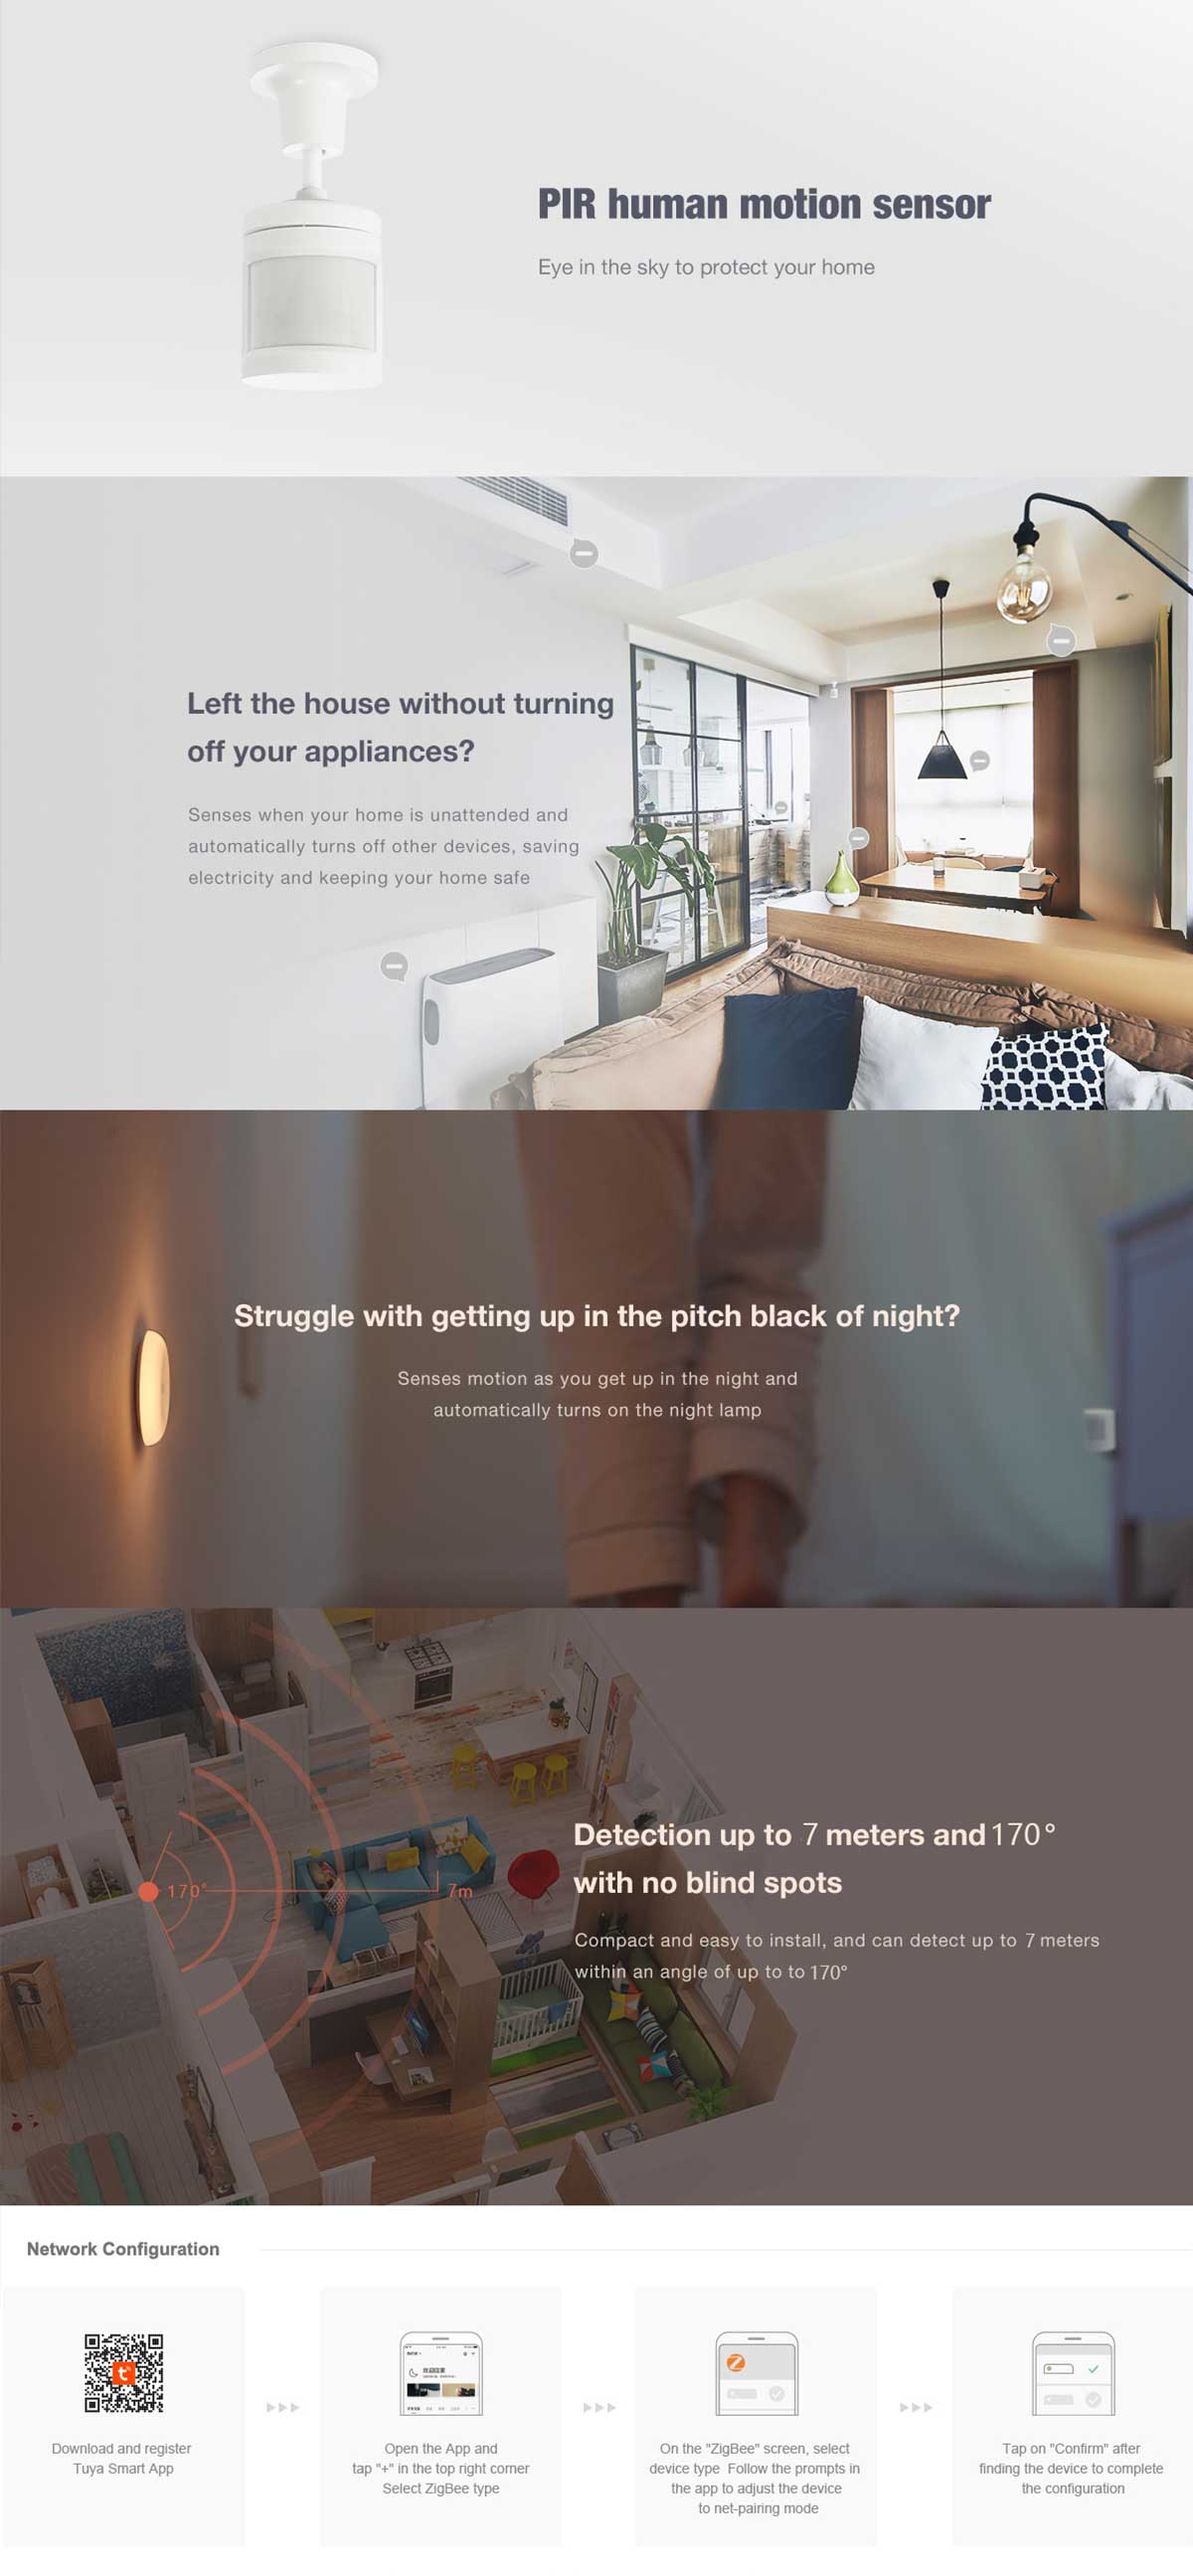 PIR human motion sensor
Eye in the sky to protect your home
Left the house without turning
off your appliances?
Senses when your home is unattended and
automatically turns off other devices, saving
electricity and keeping your home safe
Struggle with getting up in the pitch black of night?
Senses motion as you get up in the night and
automatically turns on the night lamp
170°
7m
Detection up to 7 meters and 170°
with no blind spots
Compact and easy to install, and can detect up to 7 meters
within an angle of up to to 170°
Network Configuration
Download and register
Tuya Smart App
Open the App and
tap "+" in the top right corner
Select ZigBee type
On the "ZigBee" screen, select
device type Follow the prompts in
the app to adjust the device
to net-pairing mode
Tap on "Confirm" after
finding the device to complete
the configuration